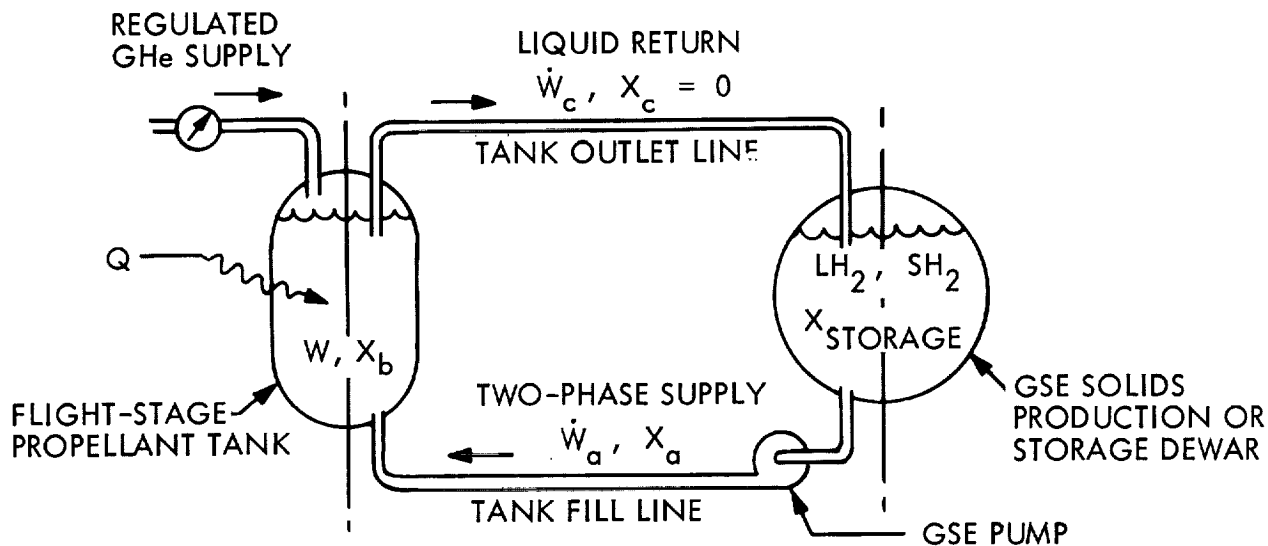 REGULATED
GHe SUPPLY
LIQUID RETURN
Ẇc, Xc = 0
TANK OUTLET LINE
Q
W, Xb
LH2, SH2
XSTORAGE
FLIGHT-STAGE
PROPELLANT TANK
TWO-PHASE SUPPLY
Ẇa, Xa
TANK FILL LINE
GSE SOLIDS
PRODUCTION OR
STORAGE DEWAR
GSE PUMP